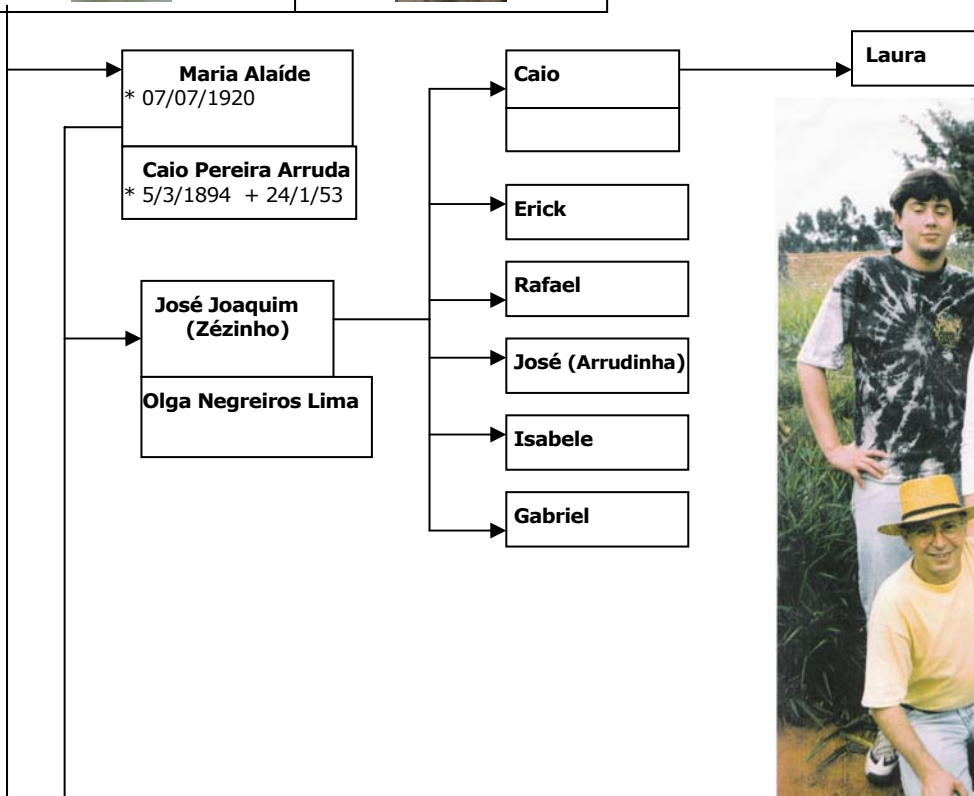 Maria Alaíde
* 07/07/1920
Caio Pereira Arruda
* 5/3/1894 + 24/1/53
José Joaquim
(Zézinho)
Olga Negreiros Lima
Caio
Erick
Rafael
José (Arrudinha)
Isabele
Gabriel
Laura